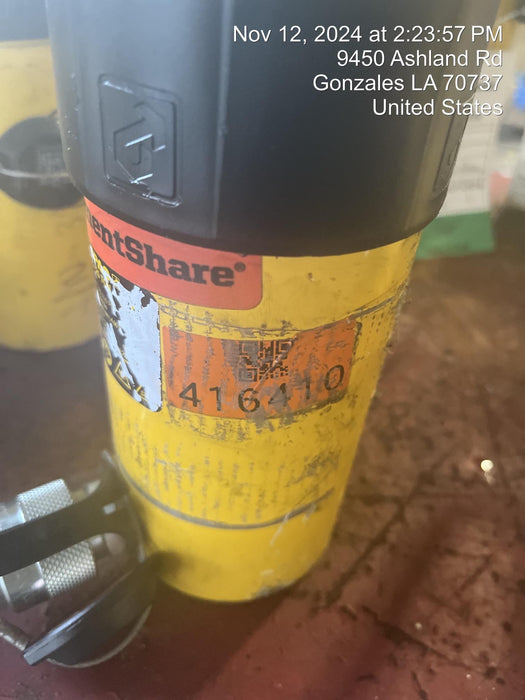 Nov 12, 2024 at 2:23:57 PM
9450 Ashland Rd
Gonzales LA 70737
United States
entShare®
416410